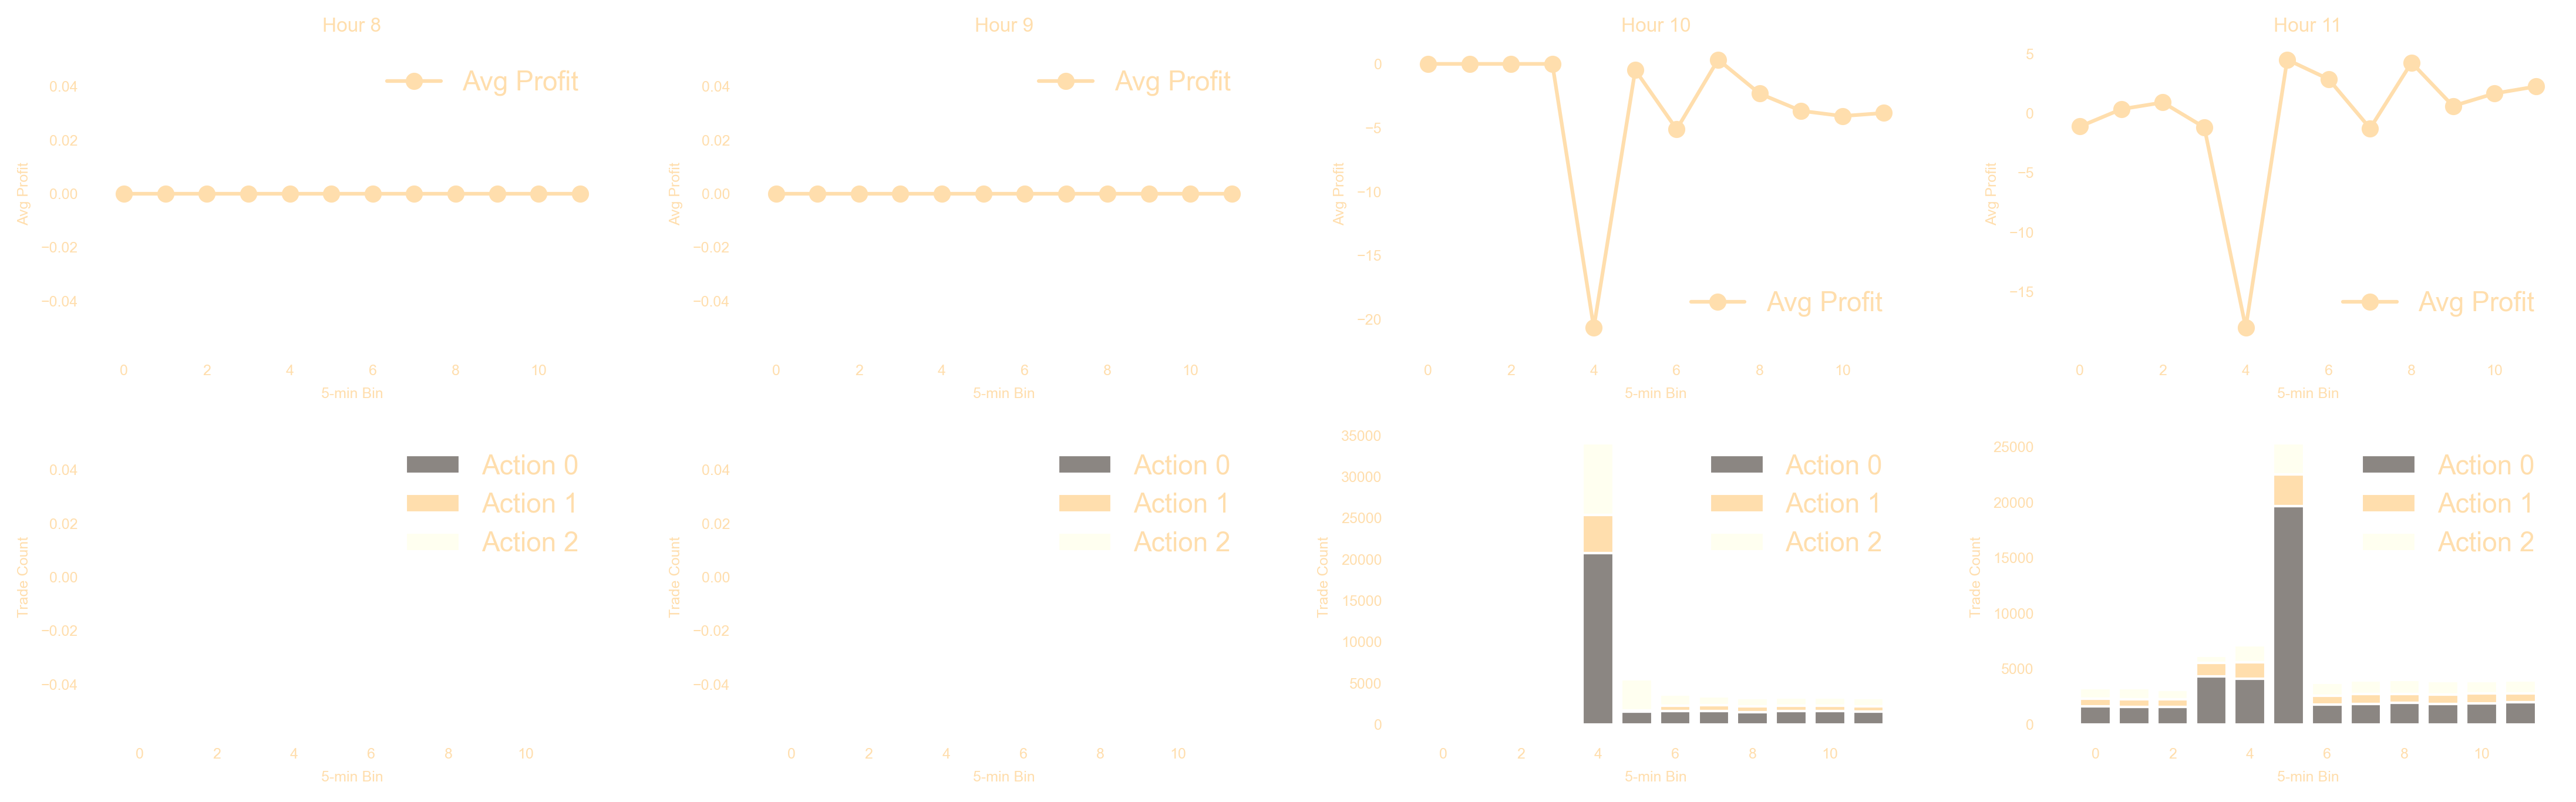 Hour 8
Avg Profit
0.04
0.02
0.00
−0.02
−0.04
Avg Profit
0 2 4 6 8 10
5-min Bin
Hour 9
Avg Profit
0.04
0.02
0.00
−0.02
−0.04
Avg Profit
0 2 4 6 8 10
5-min Bin
Hour 10
Avg Profit
0
−5
−10
−15
−20
Avg Profit
0 2 4 6 8 10
5-min Bin
Hour 11
Avg Profit
5
0
−5
−10
−15
Avg Profit
0 2 4 6 8 10
5-min Bin
Trade Count
0.04
0.02
0.00
−0.02
−0.04
Action 0
Action 1
Action 2
0 2 4 6 8 10
5-min Bin
Trade Count
0.04
0.02
0.00
−0.02
−0.04
Action 0
Action 1
Action 2
0 2 4 6 8 10
5-min Bin
Trade Count
35000
30000
25000
20000
15000
10000
5000
0
Action 0
Action 1
Action 2
0 2 4 6 8 10
5-min Bin
Trade Count
25000
20000
15000
10000
5000
0
Action 0
Action 1
Action 2
0 2 4 6 8 10
5-min Bin